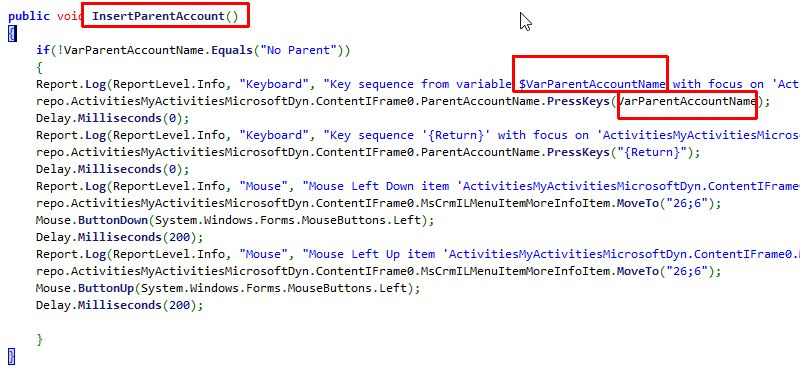 public void InsertParentAccount()
{
if(!VarParentAccountName.Equals("No Parent"))
{
Report.Log(ReportLevel.Info, "Keyboard", "Key sequence from variable $VarParentAccountName with focus on 'Act
repo.ActivitiesMyActivitiesMicrosoftDyn.ContentIFrame0.ParentAccountName.PressKeys(VarParentAccountName);
Delay.Milliseconds(0);
Report.Log(ReportLevel.Info, "Keyboard", "Key sequence '{Return}' with focus on 'ActivitiesMyActivitiesMicroso
repo.ActivitiesMyActivitiesMicrosoftDyn.ContentIFrame0.ParentAccountName.PressKeys("{Return}");
Delay.Milliseconds(0);
Report.Log(ReportLevel.Info, "Mouse", "Mouse Left Down item 'ActivitiesMyActivitiesMicrosoftDyn.ContentIFrame
repo.ActivitiesMyActivitiesMicrosoftDyn.ContentIFrame0.MsCrmILMenuItemMoreInfoItem.MoveTo("26;6");
Mouse.ButtonDown(System.Windows.Forms.MouseButtons.Left);
Delay.Milliseconds(200);
Report.Log(ReportLevel.Info, "Mouse", "Mouse Left Up item 'ActivitiesMyActivitiesMicrosoftDyn.ContentIFrame0.M
repo.ActivitiesMyActivitiesMicrosoftDyn.ContentIFrame0.MsCrmILMenuItemMoreInfoItem.MoveTo("26;6");
Mouse.ButtonUp(System.Windows.Forms.MouseButtons.Left);
Delay.Milliseconds(200);
}
}